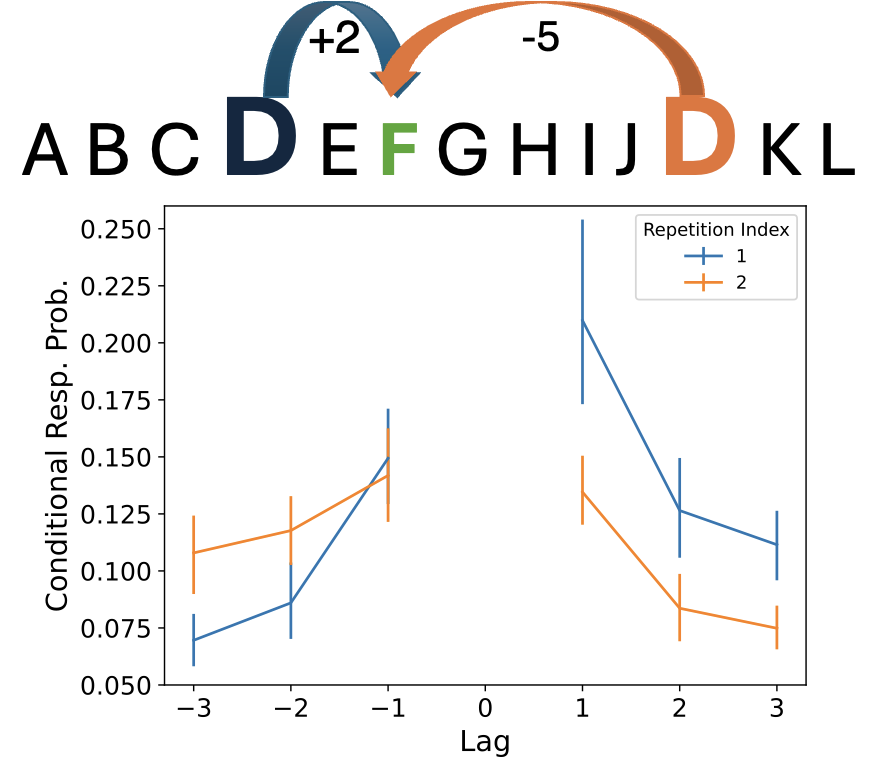 +2 -5
A B C D E F G H I J D K L
0.250
0.225
0.200
0.175
0.150
0.125
0.100
0.075
0.050
Conditional Resp. Prob.
Repetition Index
1
2
−3 −2 −1 0 1 2 3
Lag